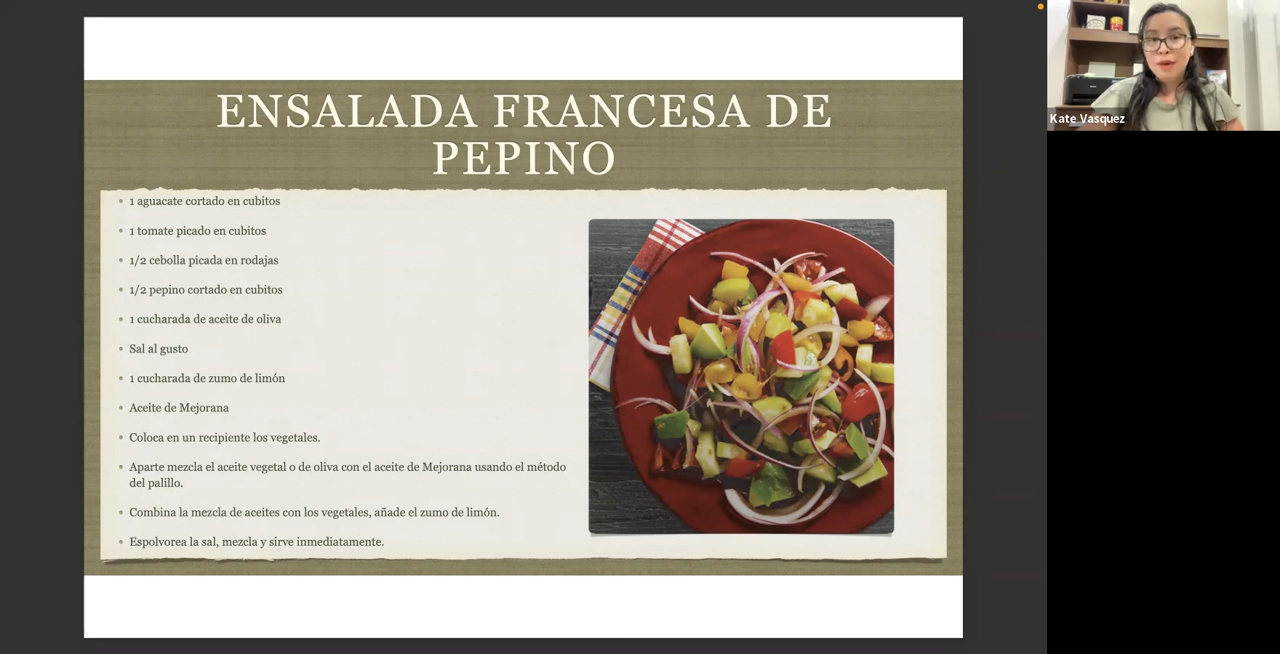 ENSALADA FRANCESA DE
PEPINO
• 1 aguacate cortado en cubitos
• 1 tomate picado en cubitos
• 1/2 cebolla picada en rodajas
• 1/2 pepino cortado en cubitos
• 1 cucharada de aceite de oliva
• Sal al gusto
• 1 cucharada de zumo de limón
• Aceite de Mejorana
• Coloca en un recipiente los vegetales.
• Aparte mezcla el aceite vegetal o de oliva con el aceite de Mejorana usando el método
del palillo.
• Combina la mezcla de aceites con los vegetales, añade el zumo de limón.
• Espolvorea la sal, mezcla y sirve inmediatamente.
Kate Vasquez